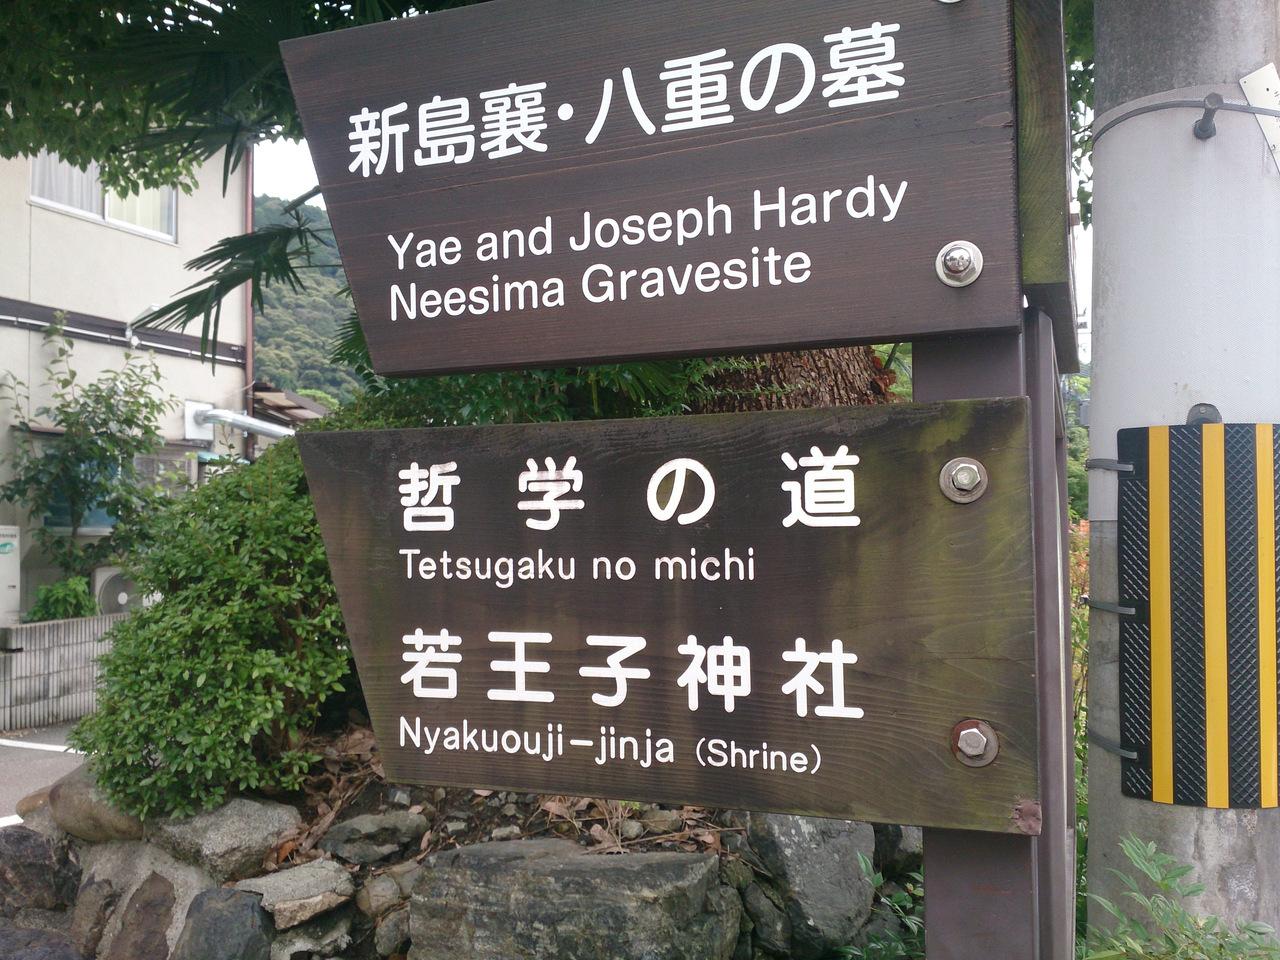 新島襄・八重の墓
Yae and Joseph Hardy
Neesima Gravesite
哲学の道
Tetsugaku no michi
若王子神社
Nyakuouji-jinja (Shrine)